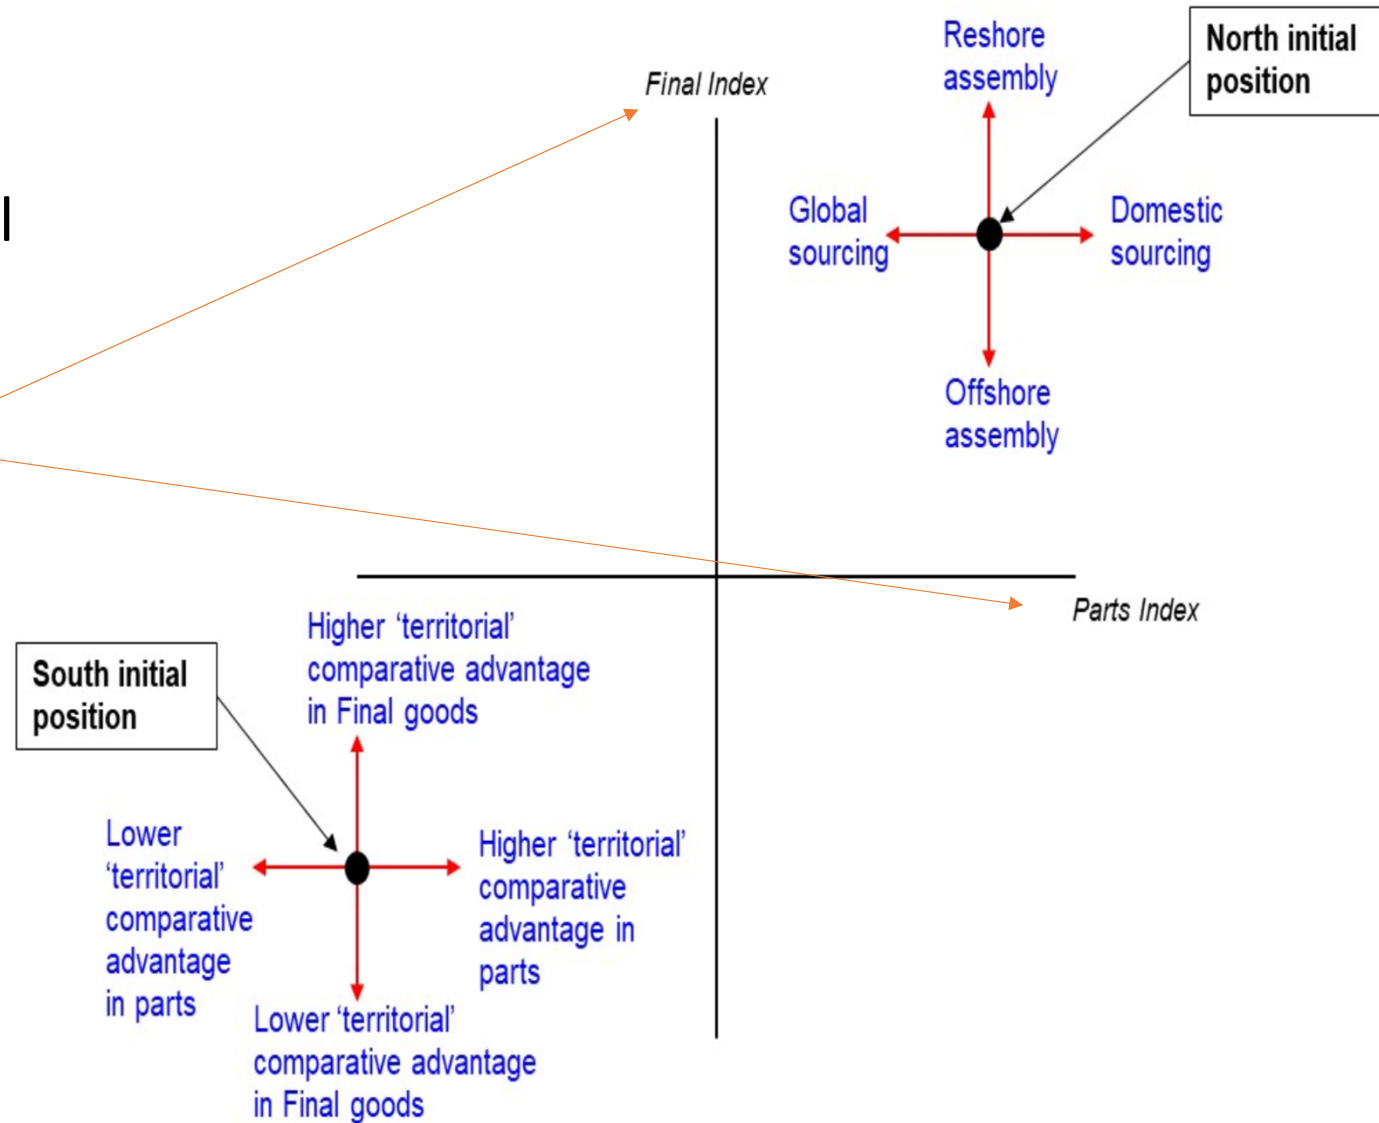 Reshore
assembly
North initial
position
Final Index
Global
sourcing
Domestic
sourcing
Offshore
assembly
Parts Index
Higher ‘territorial’
comparative advantage
in Final goods
South initial
position
Lower
‘territorial’
comparative
advantage
in parts
Higher ‘territorial’
comparative
advantage in
parts
Lower ‘territorial’
comparative advantage
in Final goods